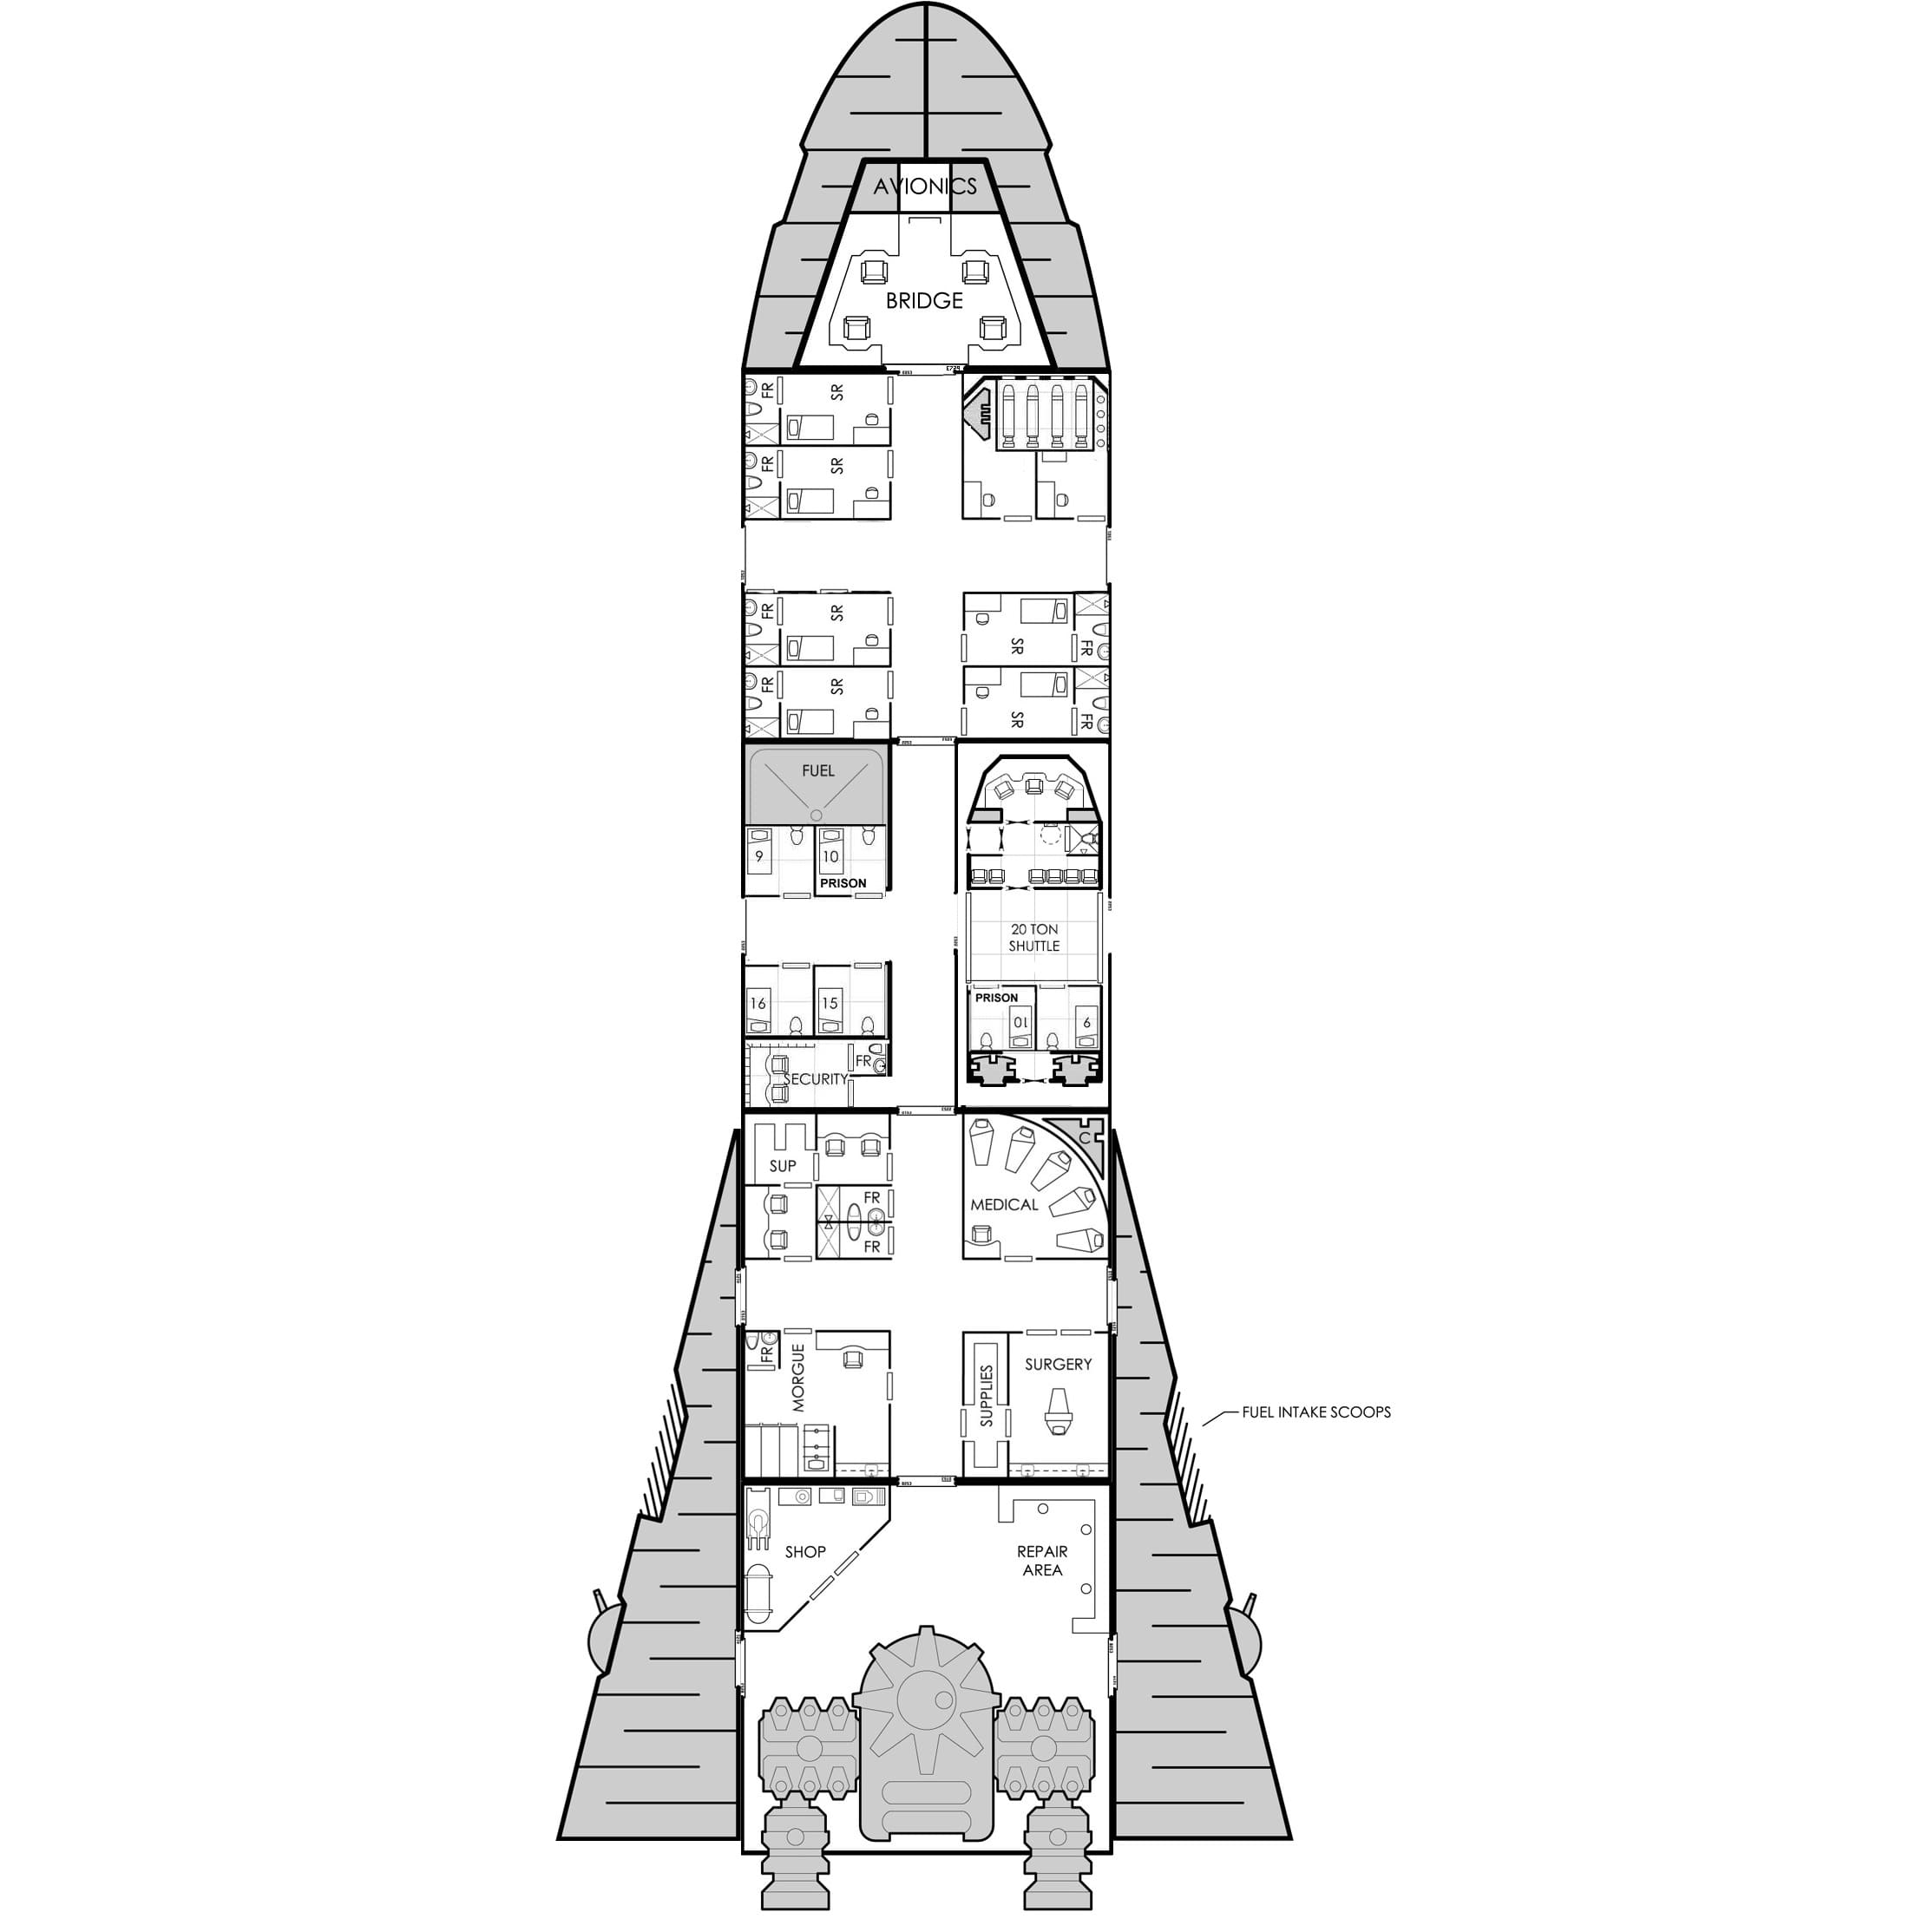 AVIONICS
BRIDGE
FR
SR
FR
SR
FR
SR
SR
FR
FR
SR
SR
FR
FUEL
9
10
PRISON
20 TON
SHUTTLE
16
15
PRISON
10
9
SECURITY
FR
SUP
C
FR
MEDICAL
FR
MORGUE
FR
SUPPLIES
SURGERY
FUEL INTAKE SCOOPS
SHOP
REPAIR
AREA